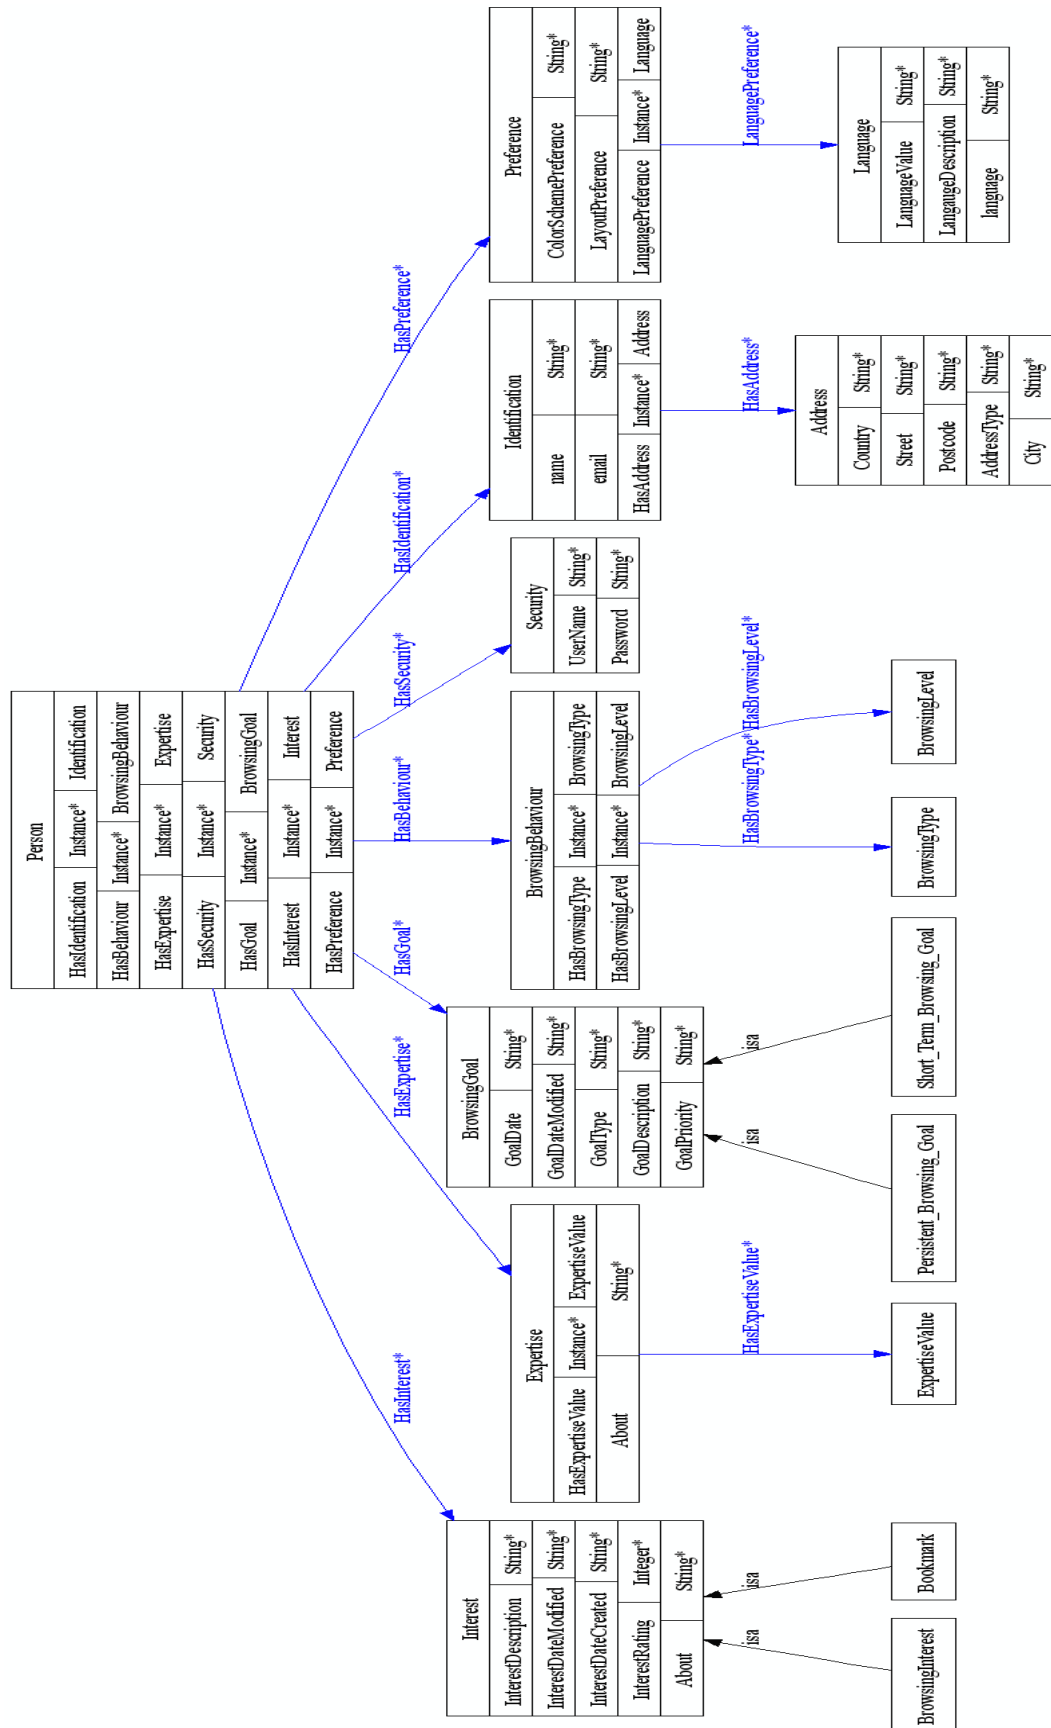 Person
HasIdentification Instance* Identification
HasBehaviour Instance* BrowsingBehaviour
HasExpertise Instance* Expertise
HasSecurity Instance* Security
HasGoal Instance* BrowsingGoal
HasInterest Instance* Interest
HasPreference Instance* Preference
HasInterest*
HasExpertise*
HasGoal*
HasBehaviour*
HasSecurity*
HasIdentification*
HasPreference*
Interest
InterestDescription String*
InterestDateModified String*
InterestDateCreated String*
InterestRating Integer*
About String*
Expertise
HasExpertiseValue Instance* ExpertiseValue
About String*
BrowsingGoal
GoalDate String*
GoalDateModified String*
GoalType String*
GoalDescription String*
GoalPriority String*
BrowsingBehaviour
HasBrowsingType Instance* BrowsingType
HasBrowsingLevel Instance* BrowsingLevel
Security
UserName String*
Password String*
Identification
name String*
email String*
HasAddress Instance* Address
Preference
ColorSchemePreference String*
LayoutPreference String*
LanguagePreference Instance* Language
isa
isa
HasExpertiseValue*
isa
isa
HasBrowsingType*
HasBrowsingLevel*
HasAddress*
LanguagePreference*
BrowsingInterest
Bookmark
ExpertiseValue
Persistent_Browsing_Goal
Short_Term_Browsing_Goal
BrowsingType
BrowsingLevel
Address
Country String*
Street String*
Postcode String*
AddressType String*
City String*
Language
LanguageValue String*
LangaugeDescription String*
language String*